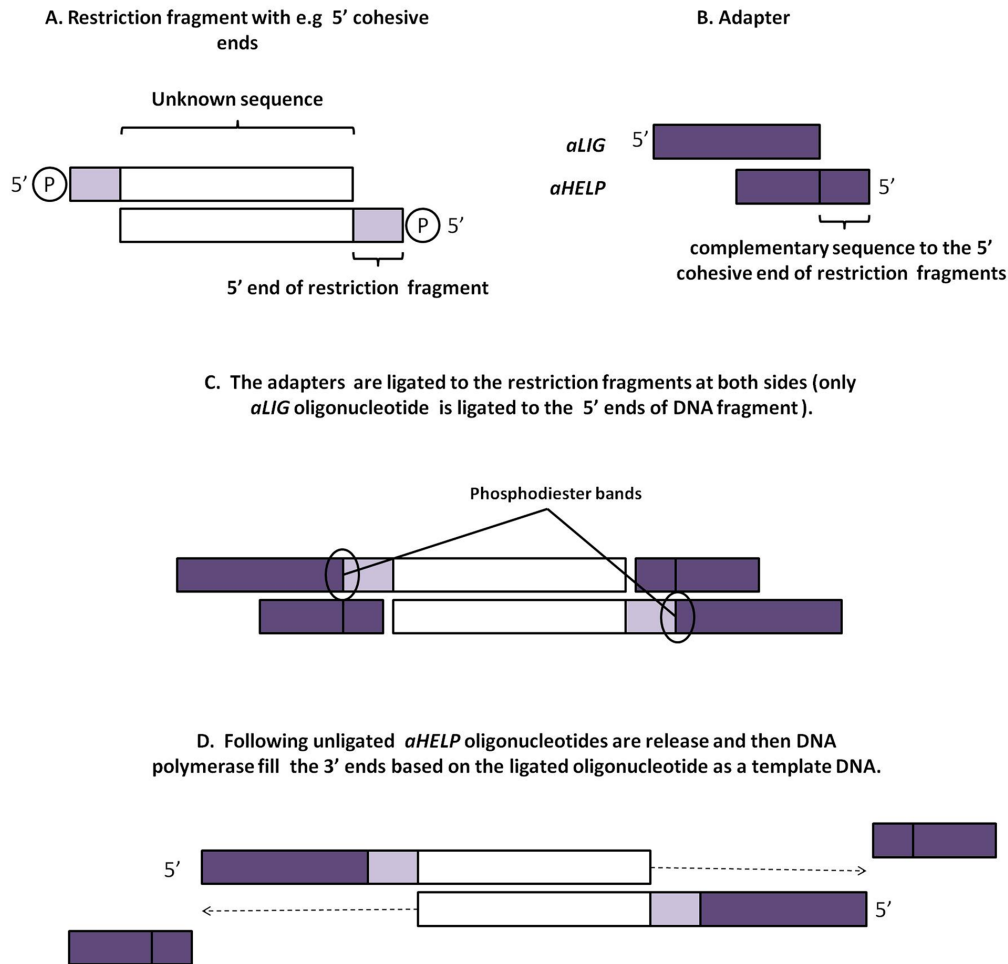 A. Restriction fragment with e.g 5’ cohesive
ends
B. Adapter
Unknown sequence
5’ P
P 5’
5’ end of restriction fragment
aLIG 5’
aHELP 5’
complementary sequence to the 5’
cohesive end of restriction fragments
C. The adapters are ligated to the restriction fragments at both sides (only
aLIG oligonucleotide is ligated to the 5’ ends of DNA fragment).
Phosphodiester bands
D. Following unligated aHELP oligonucleotides are release and then DNA
polymerase fill the 3’ ends based on the ligated oligonucleotide as a template DNA.
5’
5’